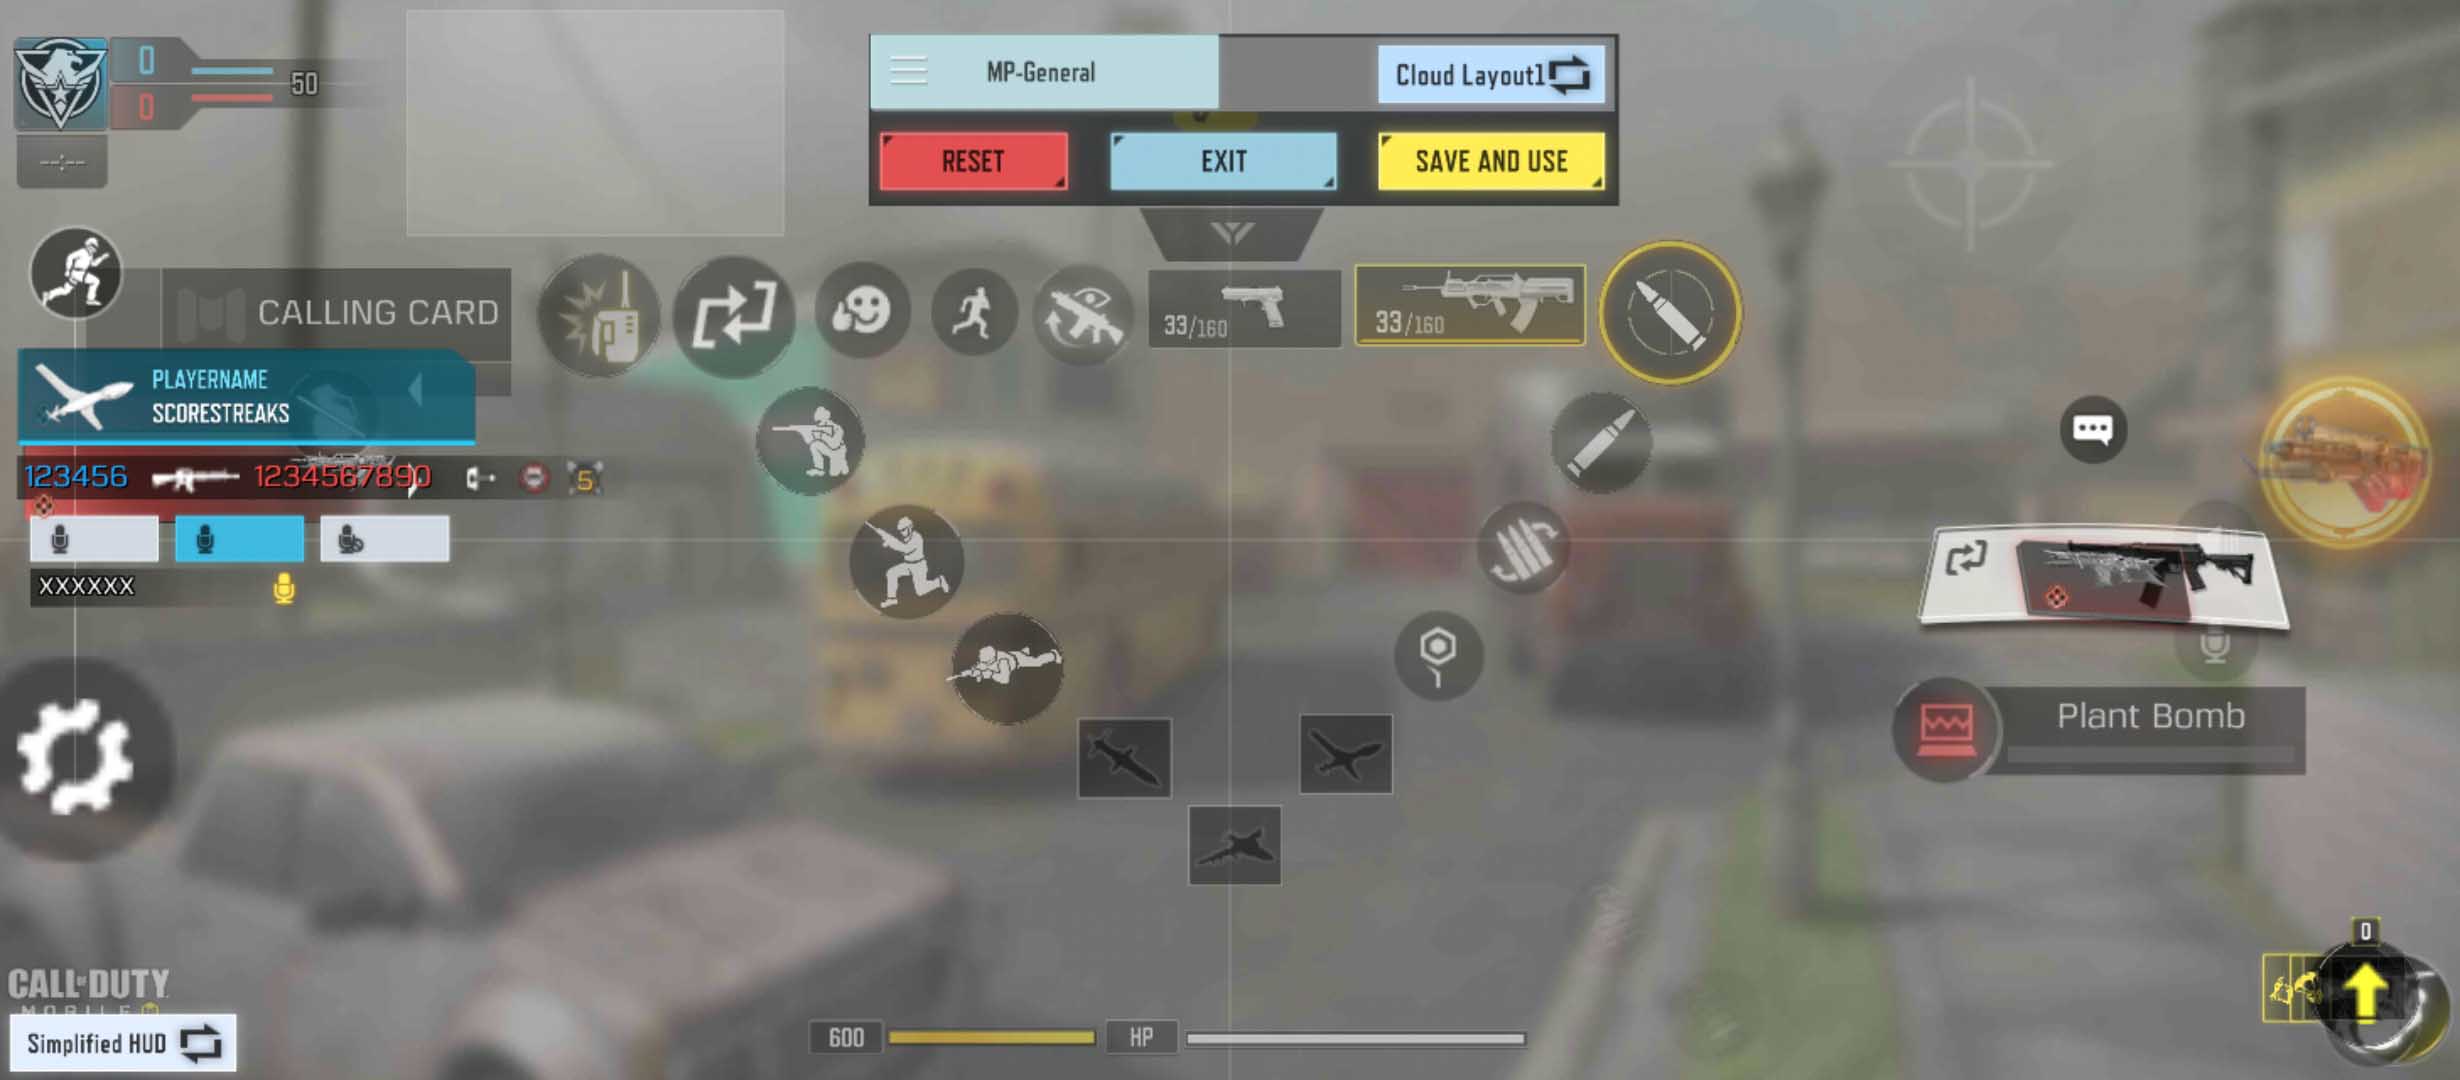 0
0
50
--:--
MP-General
Cloud Layout1
RESET
EXIT
SAVE AND USE
CALLING CARD
33/160
33/160
PLAYERNAME
SCORESTREAKS
123456
1234567890
5
XXXXXX
Plant Bomb
0
CALL OF DUTY
MOBILE
Simplified HUD
600
HP